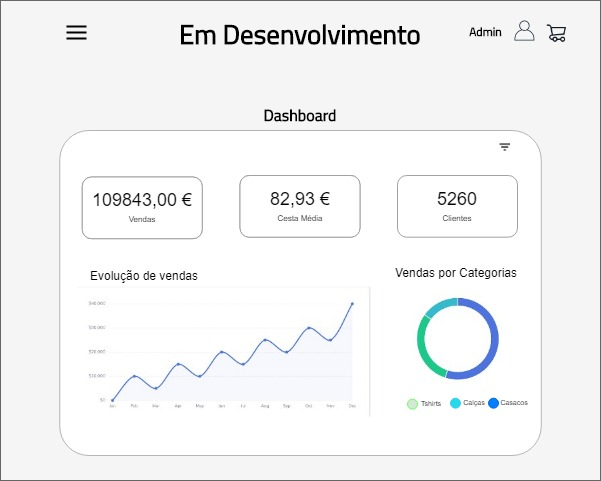 Em Desenvolvimento
Admin
Dashboard
109843,00 €
Vendas
82,93 €
Cesta Média
5260
Clientes
Evolução de vendas
Vendas por Categorias
$40,000
$30,000
$20,000
$10,000
$0
Jan Feb Mar Apr May Jun Jul Aug Sep Oct Nov Dec
Tshirts Calças Casacos